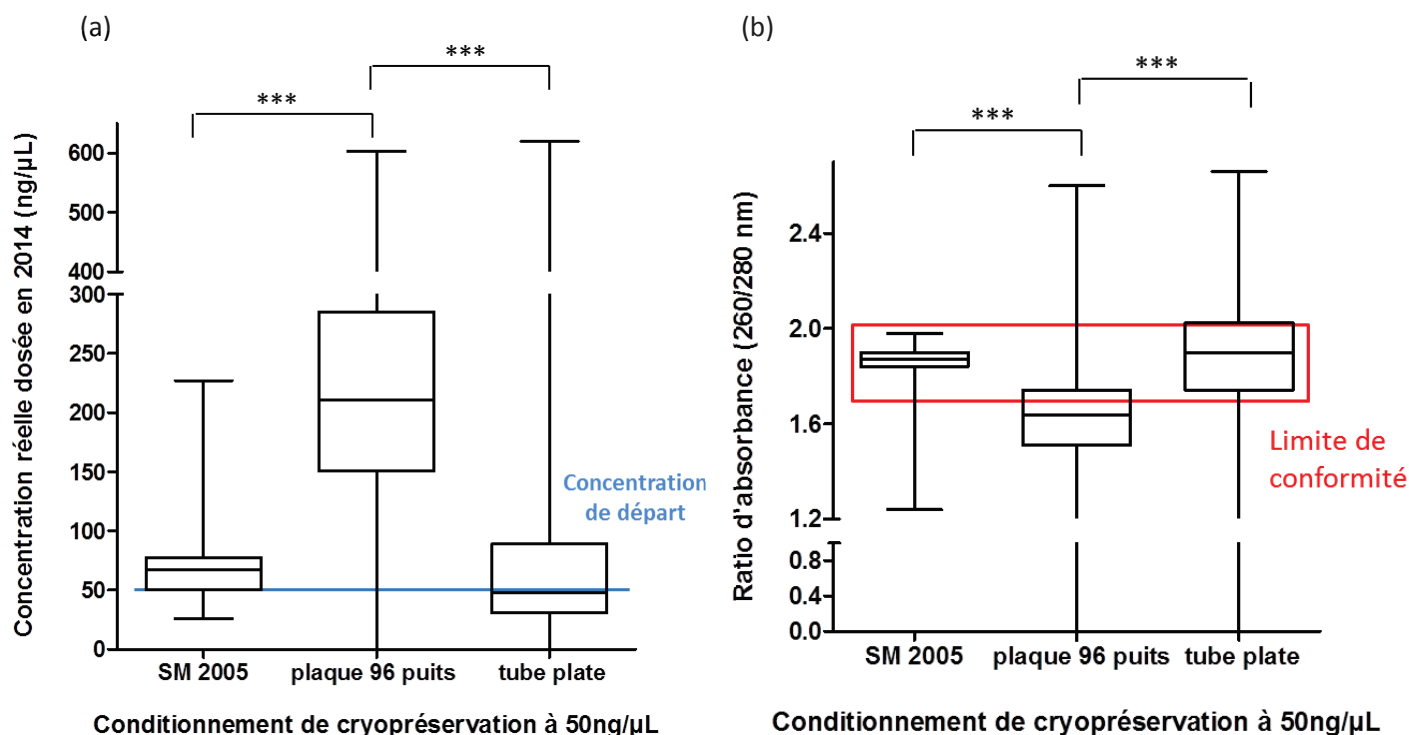 (a)
***
***
Concentration réelle dosée en 2014 (ng/µL)
600
500
400
300
250
200
150
100
50
0
Concentration
de départ
SM 2005
plaque 96 puits
tube plate
Conditionnement de cryopréservation à 50ng/µL
(b)
***
***
Ratio d'absorbance (260/280 nm)
2.4
2.0
1.6
1.2
0.8
0.4
0.0
Limite de
conformité
SM 2005
plaque 96 puits
tube plate
Conditionnement de cryopréservation à 50ng/µL